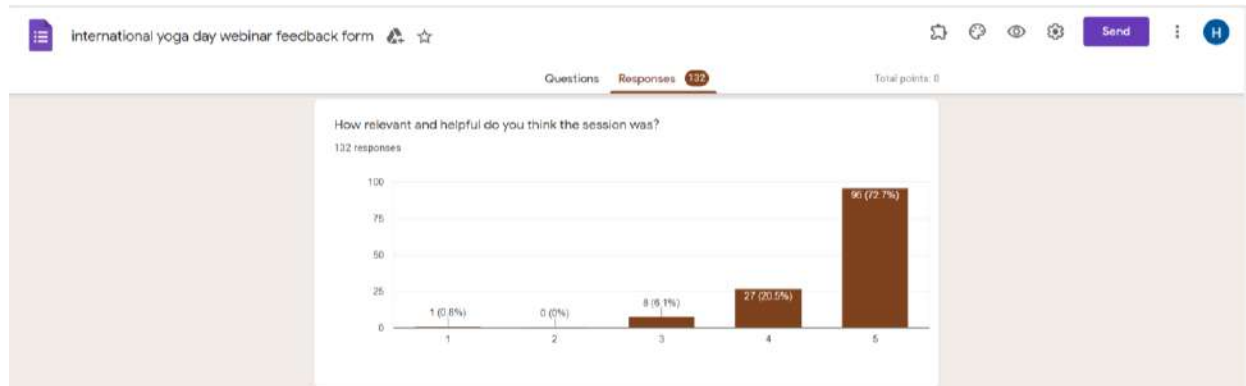 international yoga day webinar feedback form
Send
H
Questions Responses 132 Total points: 0
How relevant and helpful do you think the session was?
132 responses
100
75
50
25
0
1 (0.8%)
0 (0%)
8 (6.1%)
27 (20.5%)
96 (72.7%)
1 2 3 4 5